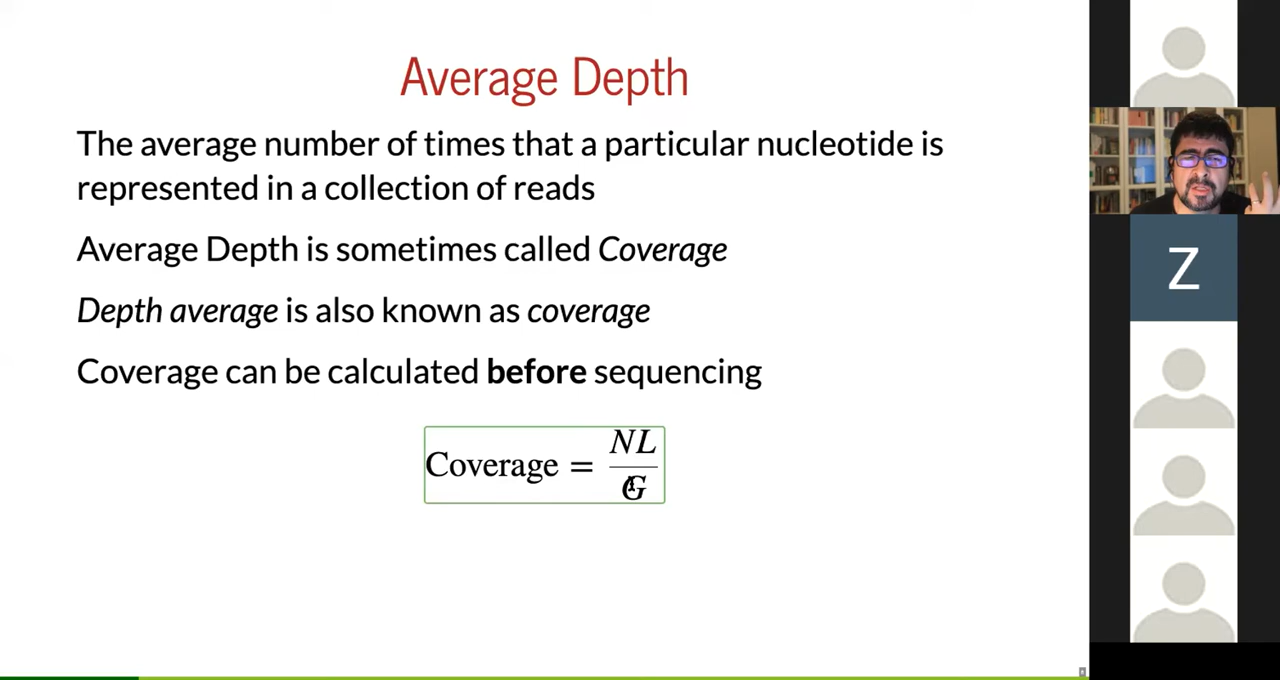 Average Depth
The average number of times that a particular nucleotide is
represented in a collection of reads
Average Depth is sometimes called Coverage
Depth average is also known as coverage
Coverage can be calculated before sequencing
Coverage = NL/G
Z